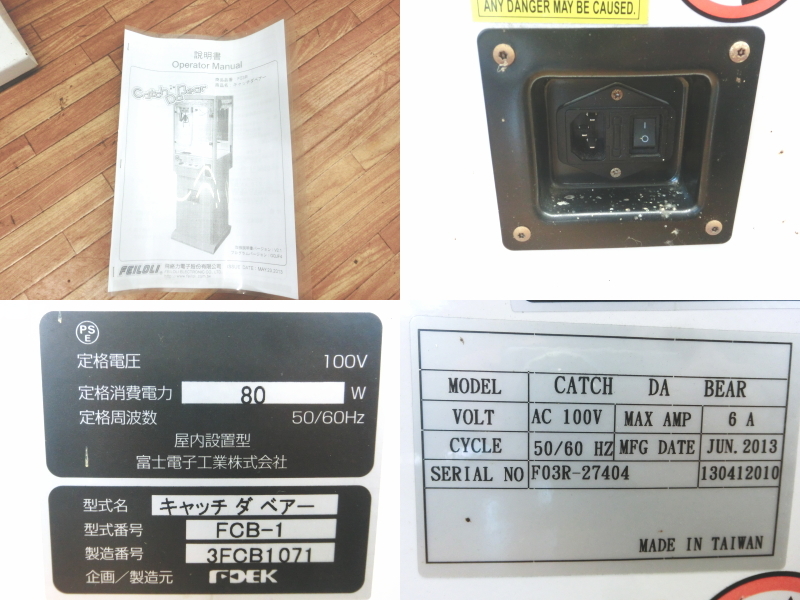 説明書
Operator Manual
Catch Da Bear
FEILOLI
ANY DANGER MAY BE CAUSED.
PS
E
定格電圧 100V
定格消費電力 80 W
定格周波数 50/60Hz
屋内設置型
富士電子工業株式会社
型式名 キャッチ ダ ベアー
型式番号 FCB-1
製造番号 3FCB1071
企画／製造元
MODEL CATCH DA BEAR
VOLT AC 100V MAX AMP 6 A
CYCLE 50/60 HZ MFG DATE JUN.2013
SERIAL NO F03R-27404 130412010
MADE IN TAIWAN